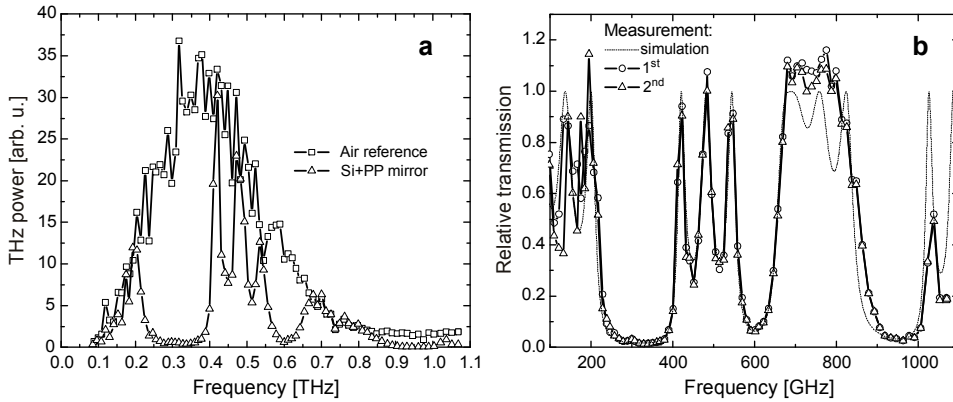 40
35
30
25
20
15
10
5
0
THz power [arb. u.]
a
Air reference
Si+PP mirror
0.0 0.1 0.2 0.3 0.4 0.5 0.6 0.7 0.8 0.9 1.0 1.1
Frequency [THz]
1.2
1.0
0.8
0.6
0.4
0.2
0.0
Relative transmission
b
Measurement:
simulation
1st
2nd
200 400 600 800 1000
Frequency [GHz]